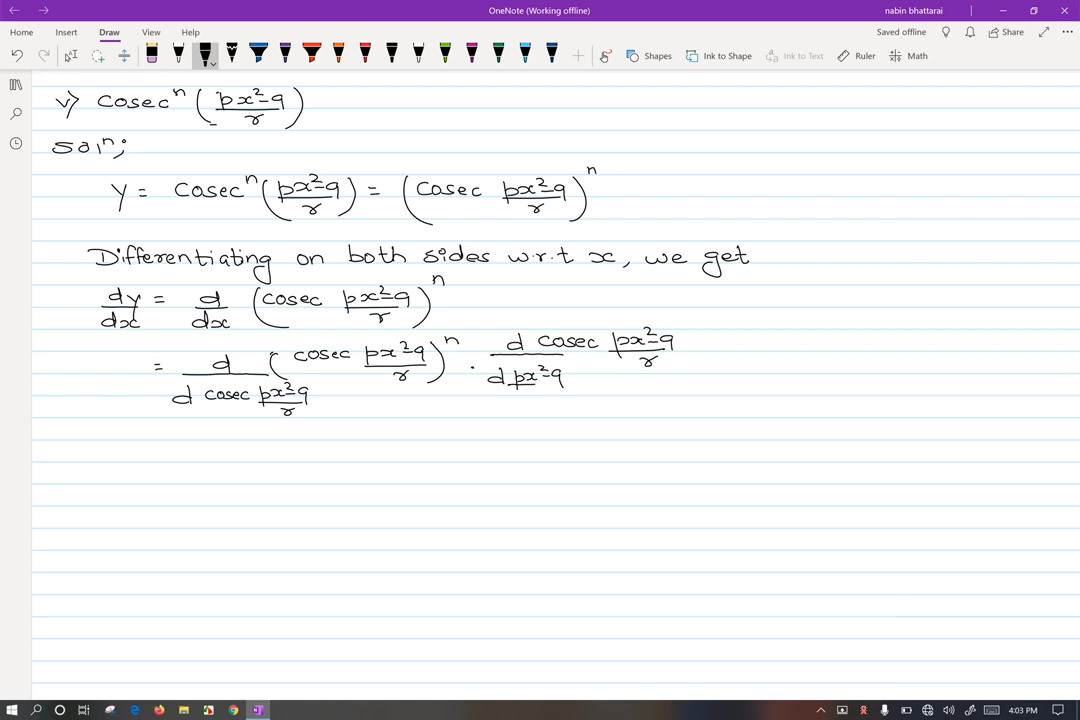 OneNote (Working offline)
nabin bhattarai
Home Insert Draw View Help
Saved offline Share
Shapes Ink to Shape Ink to Text Ruler Math
v) cosecⁿ (px²-q / r)
solⁿ;
y = cosecⁿ (px²-q / r) = (cosec px²-q / r)ⁿ
Differentiating on both sides w.r.t x, we get
dy/dx = d/dx (cosec px²-q / r)ⁿ
= d / d cosec px²-q / r (cosec px²-q / r)ⁿ · d cosec px²-q / r / d px²-q
4:03 PM